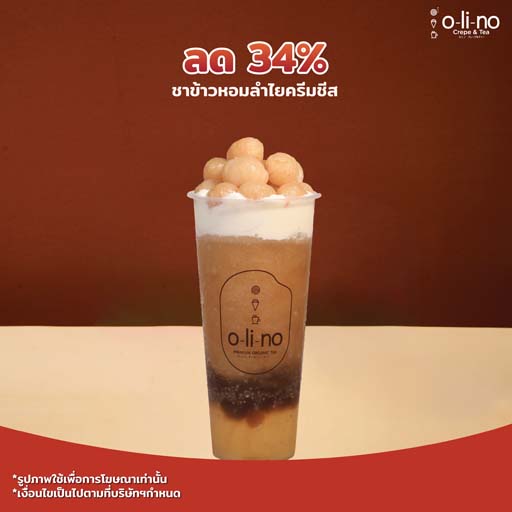 o-li-no
Crepe & Tea
ลด 34%
ชาข้าวหอมลำไยครีมชีส
o-li-no
PREMIUM ORGANIC TEA
*รูปภาพใช้เพื่อการโฆษณาเท่านั้น
*เงื่อนไขเป็นไปตามที่บริษัทฯกำหนด